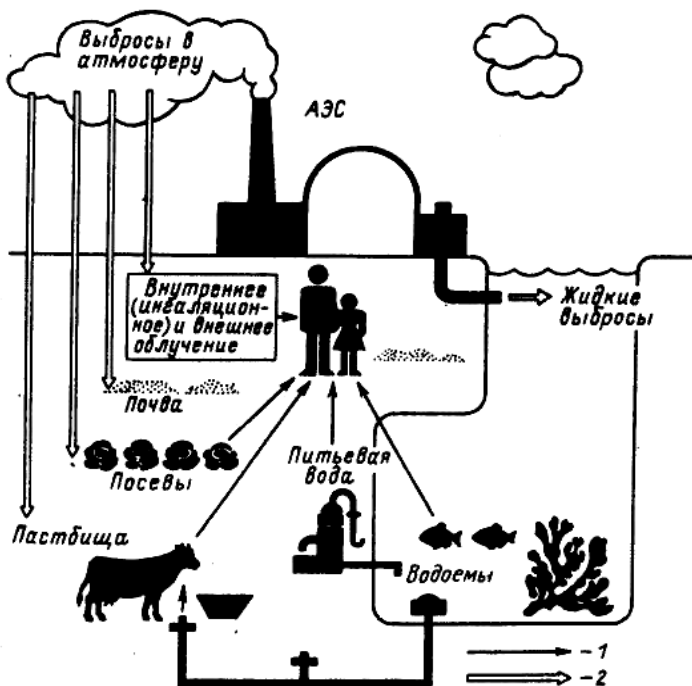 Выбросы в
атмосферу
АЭС
Внутреннее
(ингаляцион-
ное) и внешнее
облучение
Жидкие
выбросы
Почва
Посевы
Питьевая
вода
Пастбища
Водоемы
-1
-2